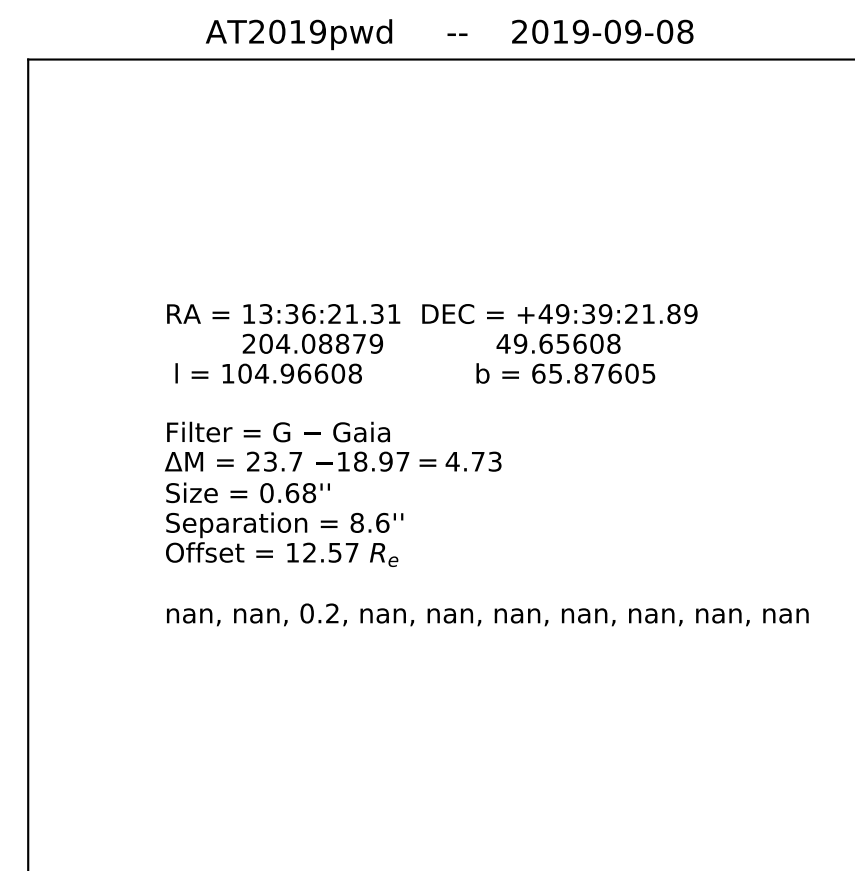 AT2019pwd -- 2019-09-08
RA = 13:36:21.31 DEC = +49:39:21.89
204.08879 49.65608
l = 104.96608 b = 65.87605
Filter = G − Gaia
ΔM = 23.7 −18.97 = 4.73
Size = 0.68''
Separation = 8.6''
Offset = 12.57 Re
nan, nan, 0.2, nan, nan, nan, nan, nan, nan, nan